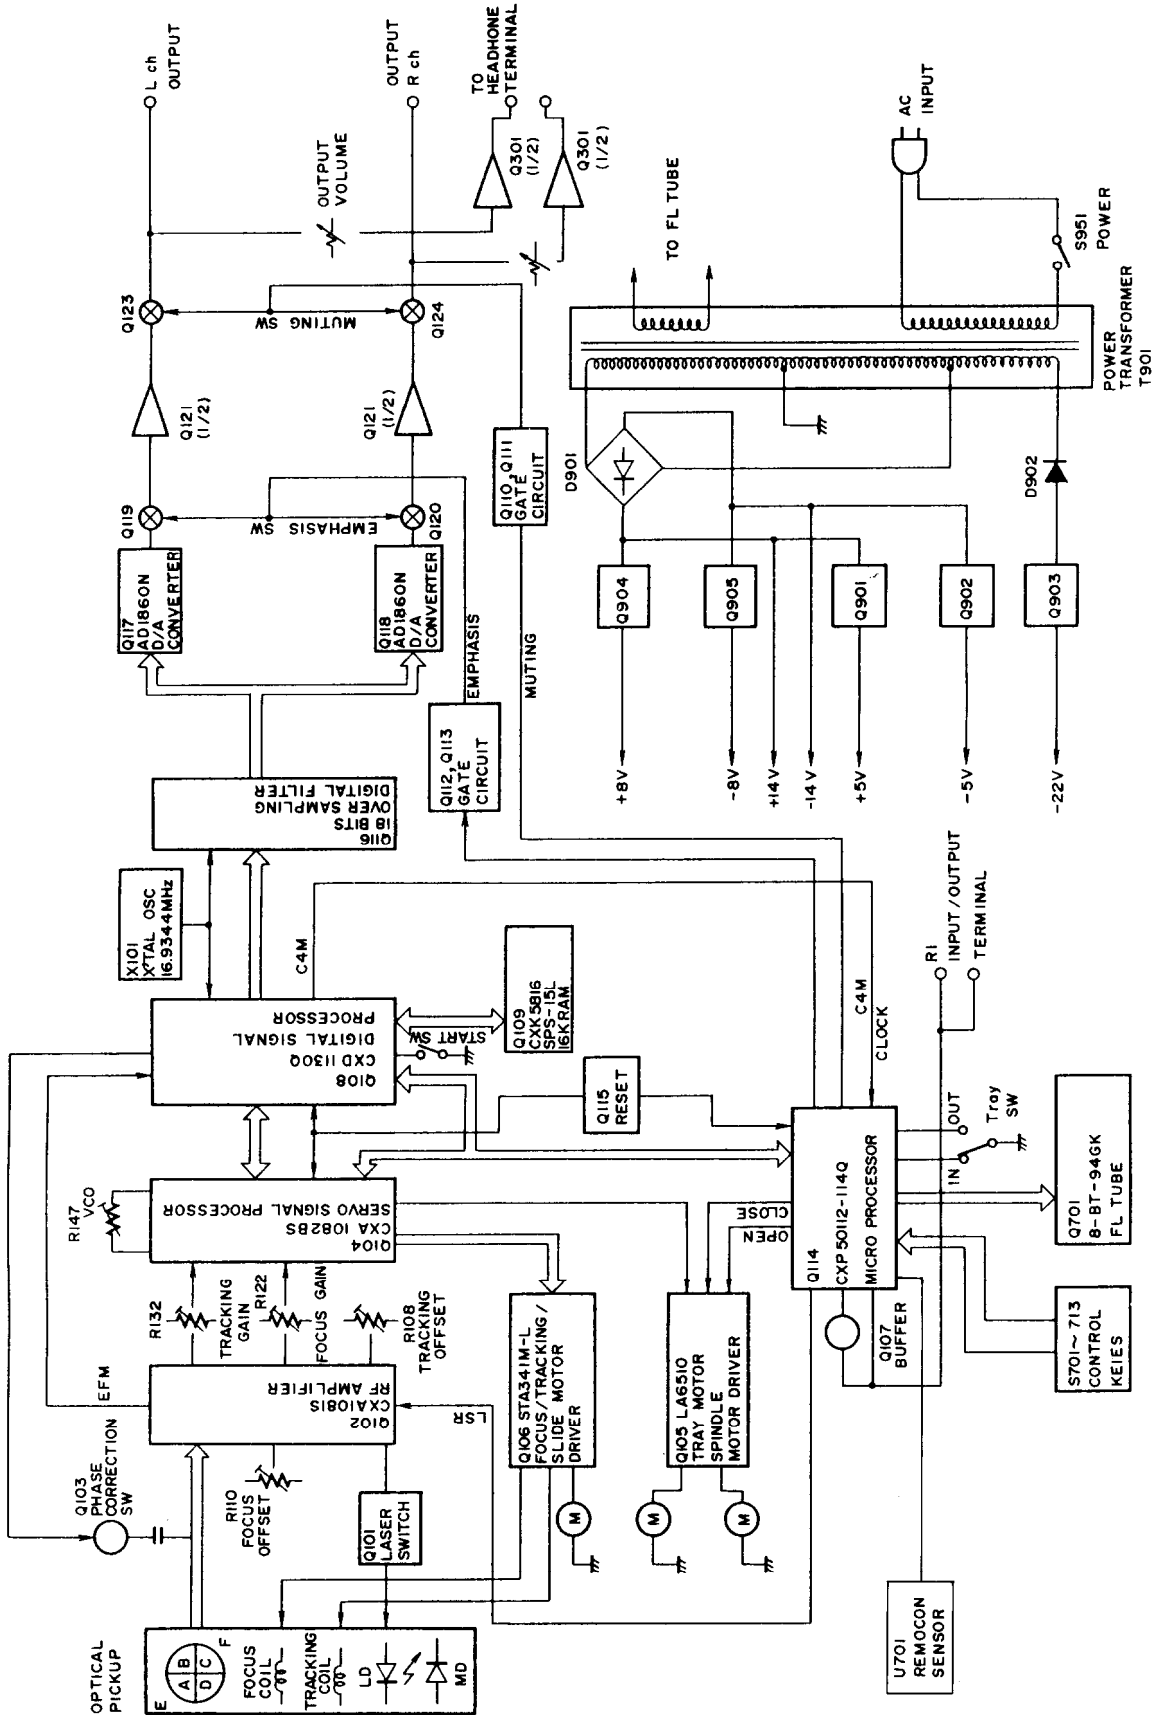 OPTICAL
PICKUP
E
A
B
D
C
F
FOCUS
COIL
TRACKING
COIL
LD
MD
Q103
PHASE
CORRECTION
SW
R110
FOCUS
OFFSET
Q101
LASER
SWITCH
EFM
Q102
CXA1081S
RF AMPLIFIER
LSR
R132
TRACKING
GAIN
R122
FOCUS GAIN
R108
TRACKING
OFFSET
R147
VCO
Q104
CXA 1082BS
SERVO SIGNAL PROCESSOR
Q108
CXD 1130Q
DIGITAL SIGNAL
PROCESSOR
START SW
X101
X'TAL OSC
16.9344MHz
C4M
Q109
CXK5816
SPS-15L
16KRAM
Q116
18 BITS
OVER SAMPLING
DIGITAL FILTER
Q117
AD1860N
D/A
CONVERTER
Q118
AD1860N
D/A
CONVERTER
Q119
EMPHASIS
SW
Q120
Q121
(1/2)
Q121
(1/2)
Q123
MUTING
SW
Q124
L ch
OUTPUT
OUTPUT
VOLUME
OUTPUT
R ch
TO
HEADHONE
TERMINAL
Q301
(1/2)
Q301
(1/2)
Q106 STA341M-L
FOCUS/TRACKING/
SLIDE MOTOR
DRIVER
M
Q105 LA6510
TRAY MOTOR
SPINDLE
MOTOR DRIVER
M
M
Q115
RESET
Q112, Q113
GATE
CIRCUIT
EMPHASIS
Q110, Q111
GATE
CIRCUIT
MUTING
OPEN
CLOSE
Q114
CXP 50112-114Q
MICRO PROCESSOR
C4M
CLOCK
Q107
BUFFER
IN
OUT
Tray
SW
RI
INPUT/OUTPUT
TERMINAL
U701
REMOCON
SENSOR
S701~713
CONTROL
KEIES
Q701
8-BT-94GK
FL TUBE
+8V
-8V
+14V
-14V
+5V
-5V
-22V
Q904
Q905
Q901
Q902
Q903
D901
D902
TO FL TUBE
POWER
TRANSFORMER
T901
S951
POWER
AC
INPUT